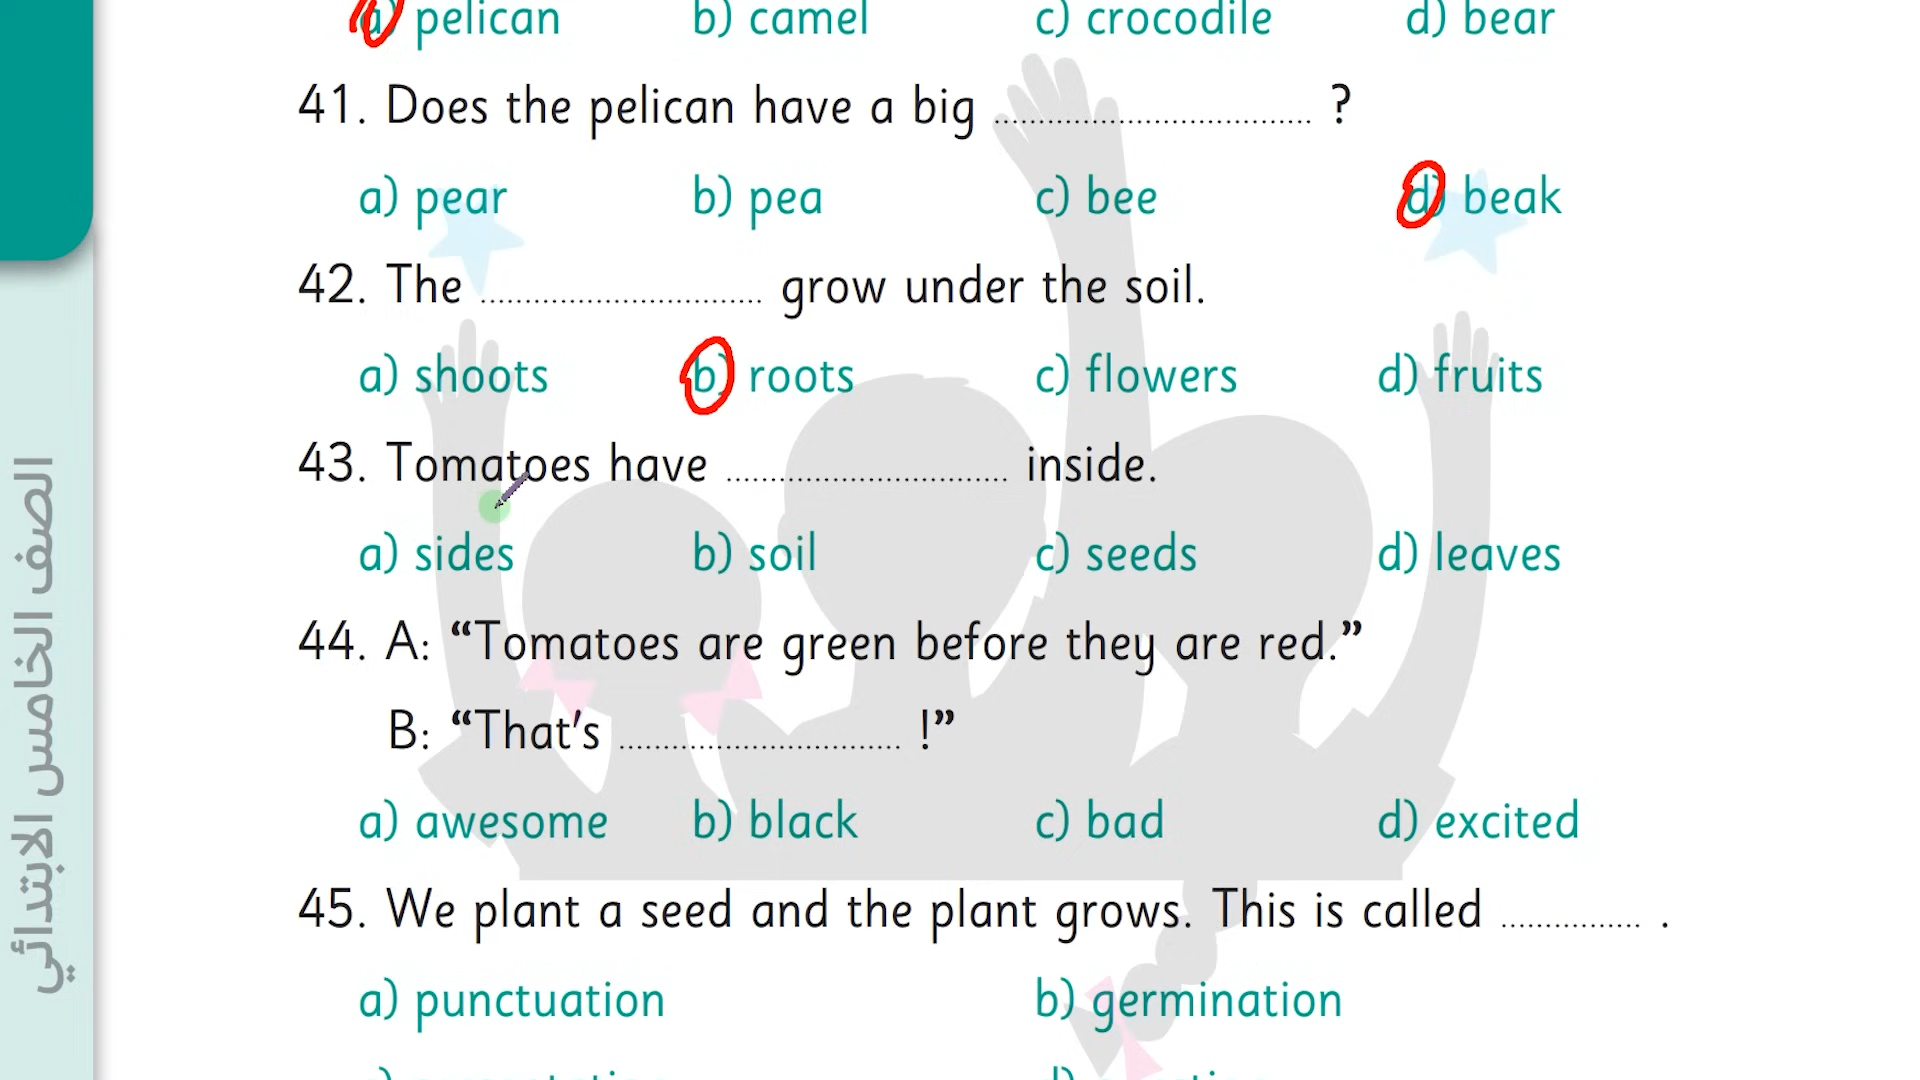 a) pelican b) camel c) crocodile d) bear
41. Does the pelican have a big ................................ ?
a) pear b) pea c) bee d) beak
42. The ............................. grow under the soil.
a) shoots b) roots c) flowers d) fruits
43. Tomatoes have ............................. inside.
a) sides b) soil c) seeds d) leaves
44. A: “Tomatoes are green before they are red.”
B: “That's ............................. !”
a) awesome b) black c) bad d) excited
45. We plant a seed and the plant grows. This is called ............... .
a) punctuation b) germination
الصف الخامس الابتدائي